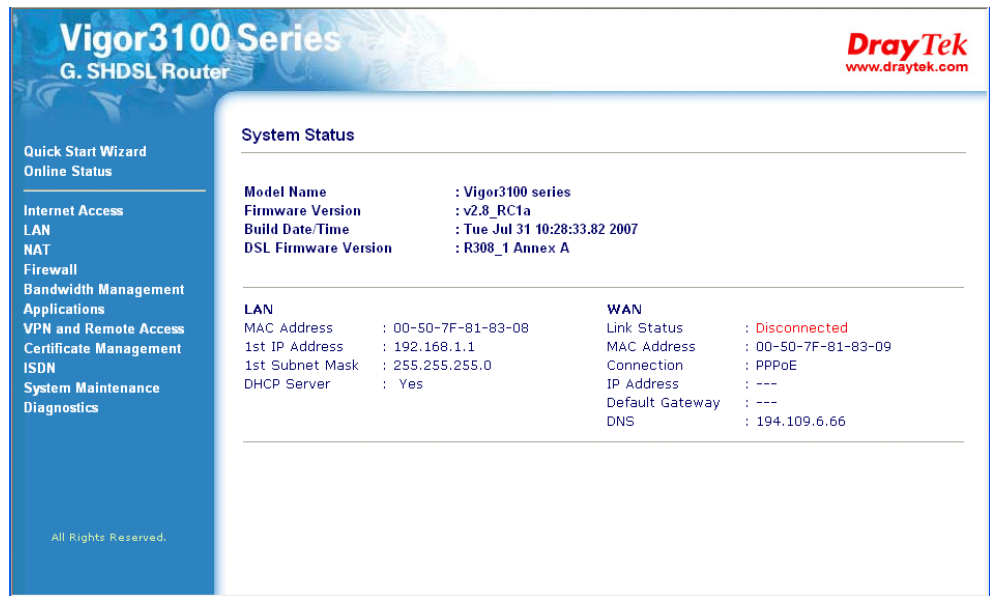 Vigor3100 Series
G. SHDSL Router
DrayTek
www.draytek.com
Quick Start Wizard
Online Status
Internet Access
LAN
NAT
Firewall
Bandwidth Management
Applications
VPN and Remote Access
Certificate Management
ISDN
System Maintenance
Diagnostics
All Rights Reserved.
System Status
Model Name : Vigor3100 series
Firmware Version : v2.8_RC1a
Build Date/Time : Tue Jul 31 10:28:33.82 2007
DSL Firmware Version : R308_1 Annex A
LAN
MAC Address : 00-50-7F-81-83-08
1st IP Address : 192.168.1.1
1st Subnet Mask : 255.255.255.0
DHCP Server : Yes
WAN
Link Status : Disconnected
MAC Address : 00-50-7F-81-83-09
Connection : PPPoE
IP Address : ---
Default Gateway : ---
DNS : 194.109.6.66